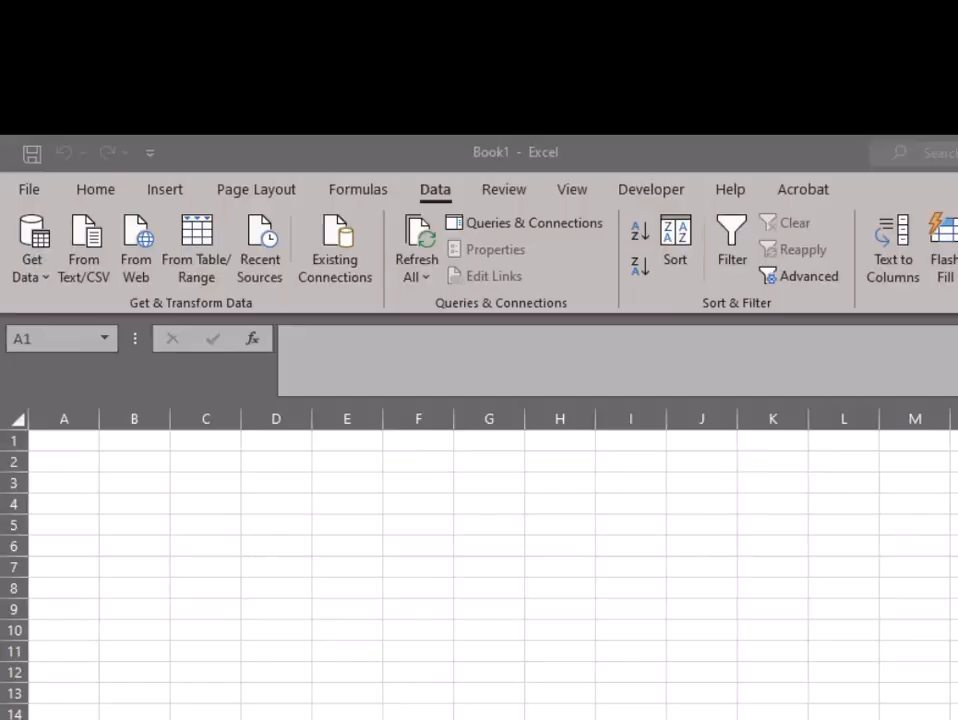 Book1 - Excel
Search
File Home Insert Page Layout Formulas Data Review View Developer Help Acrobat
Get Data From Text/CSV From Web From Table/ Range Recent Sources Existing Connections Refresh All Queries & Connections Properties Edit Links Sort Filter Clear Reapply Advanced Text to Columns Flash Fill
Get & Transform Data Queries & Connections Sort & Filter
A1 fx
A B C D E F G H I J K L M
1
2
3
4
5
6
7
8
9
10
11
12
13
14